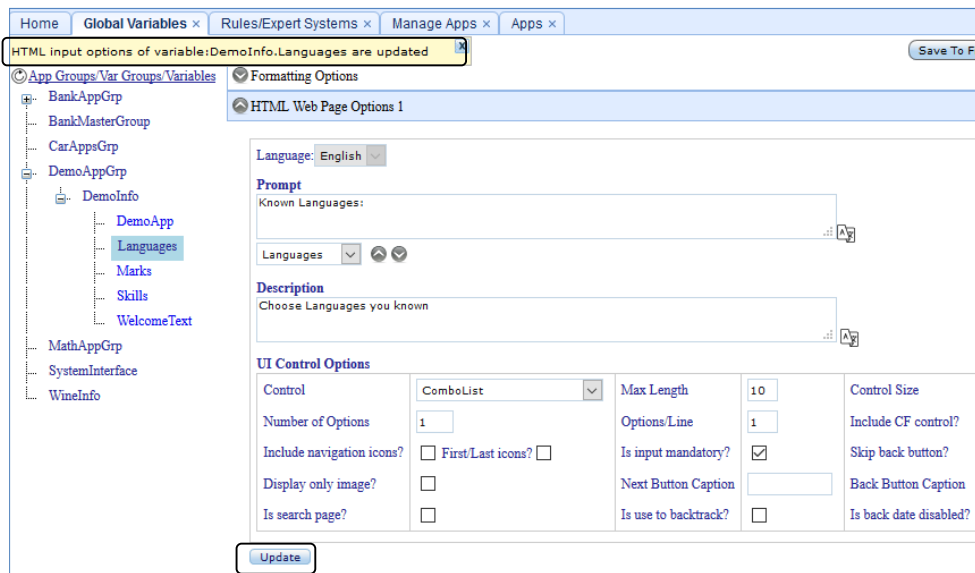 Home Global Variables × Rules/Expert Systems × Manage Apps × Apps ×
HTML input options of variable:DemoInfo.Languages are updated x
Save To F
App Groups/Var Groups/Variables
BankAppGrp
BankMasterGroup
CarAppsGrp
DemoAppGrp
DemoInfo
DemoApp
Languages
Marks
Skills
WelcomeText
MathAppGrp
SystemInterface
WineInfo
Formatting Options
HTML Web Page Options 1
Language: English
Prompt
Known Languages:
Languages
Description
Choose Languages you known
UI Control Options
Control ComboList Max Length 10 Control Size
Number of Options 1 Options/Line 1 Include CF control?
Include navigation icons? First/Last icons? Is input mandatory? Skip back button?
Display only image? Next Button Caption Back Button Caption
Is search page? Is use to backtrack? Is back date disabled?
Update